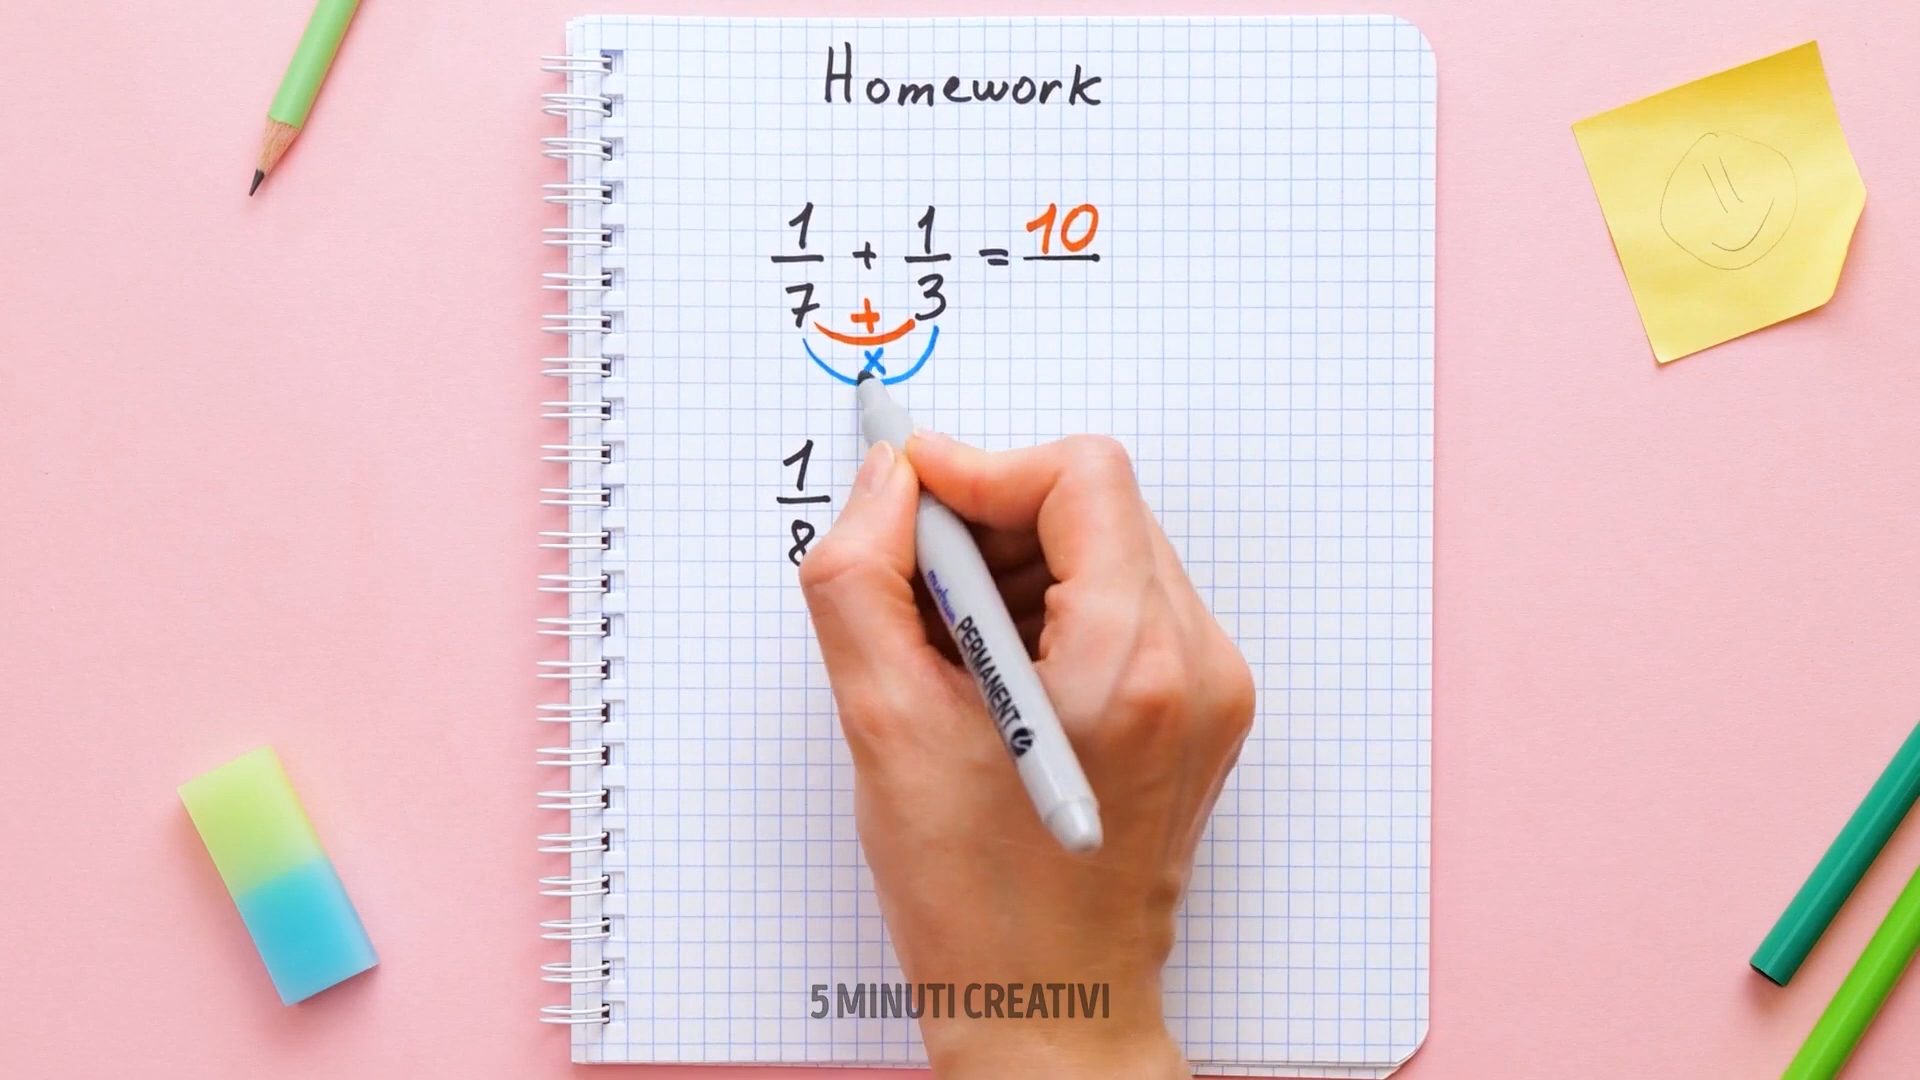 Homework
1/7 + 1/3 = 10/
+
x
1/8
PERMANENT
5 MINUTI CREATIVI